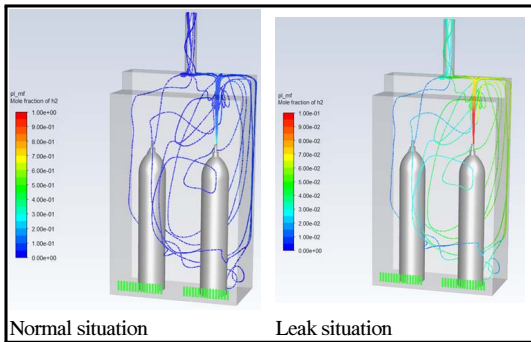 pl_mf
Mole fraction of h2
1.00e+00
9.00e-01
8.00e-01
7.00e-01
6.00e-01
5.00e-01
4.00e-01
3.00e-01
2.00e-01
1.00e-01
0.00e+00
Normal situation
pl_mf
Mole fraction of h2
1.00e-01
9.00e-02
8.00e-02
7.00e-02
6.00e-02
5.00e-02
4.00e-02
3.00e-02
2.00e-02
1.00e-02
0.00e+00
Leak situation